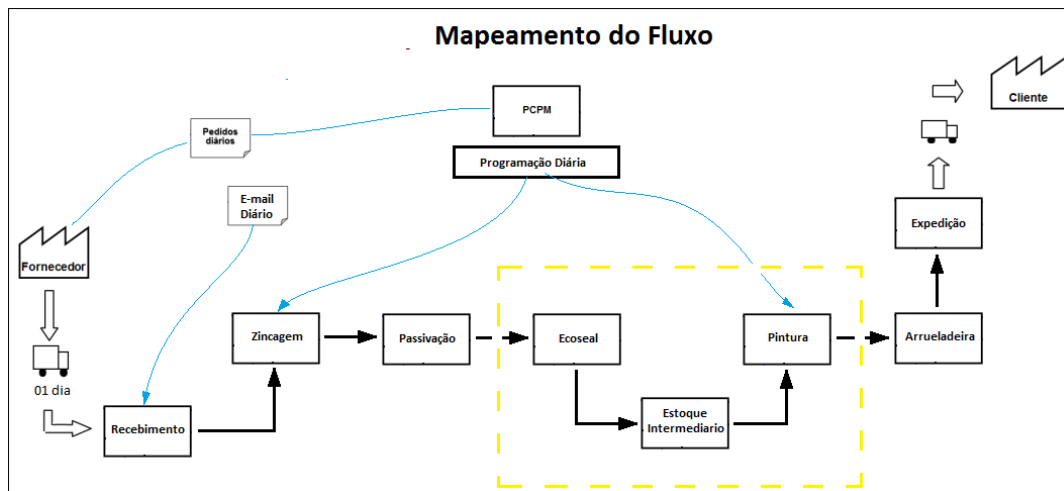 Mapeamento do Fluxo
PCPM
Cliente
Pedidos
diários
Programação Diária
E-mail
Diário
Expedição
Fornecedor
Zincagem
Passivação
Ecoseal
Pintura
Arrueladeira
01 dia
Recebimento
Estoque
Intermediario